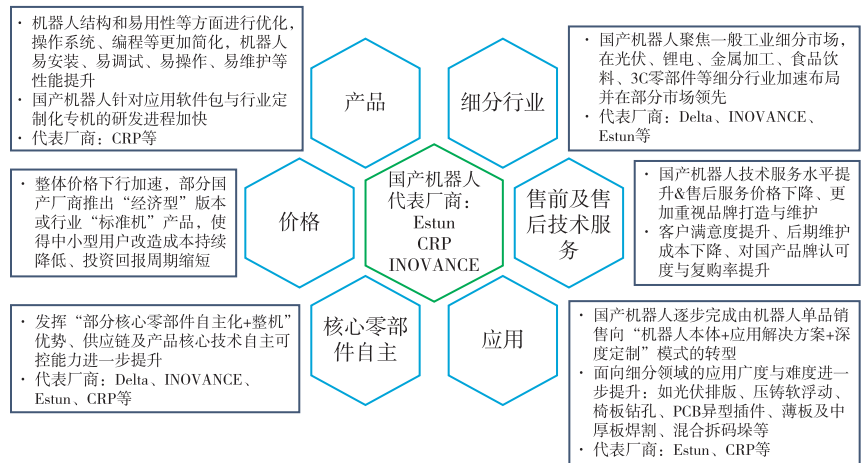 · 机器人结构和易用性等方面进行优化，
操作系统、编程等更加简化，机器人
易安装、易调试、易操作、易维护等
性能提升
· 国产机器人针对应用软件包与行业定
制化专机的研发进程加快
· 代表厂商：CRP等
产品
细分行业
· 国产机器人聚焦一般工业细分市场，
在光伏、锂电、金属加工、食品饮
料、3C零部件等细分行业加速布局
并在部分市场领先
· 代表厂商：Delta、INOVANCE、
Estun等
· 整体价格下行加速，部分国
产厂商推出“经济型”版本
或行业“标准机”产品，使
得中小型用户改造成本持续
降低、投资回报周期缩短
价格
国产机器人
代表厂商：
Estun
CRP
INOVANCE
售前及售
后技术服
务
· 国产机器人技术服务水平提
升&售后服务价格下降、更
加重视品牌打造与维护
· 客户满意度提升、后期维护
成本下降、对国产品牌认可
度与复购率提升
· 发挥“部分核心零部件自主化+整机”
优势、供应链及产品核心技术自主可
控能力进一步提升
· 代表厂商：Delta、INOVANCE、
Estun、CRP等
核心零部
件自主
应用
· 国产机器人逐步完成由机器人单品销
售向“机器人本体+应用解决方案+深
度定制”模式的转型
· 面向细分领域的应用广度与难度进一
步提升：如光伏排版、压铸软浮动、
椅板钻孔、PCB异型插件、薄板及中
厚板焊割、混合拆码垛等
· 代表厂商：Estun、CRP等